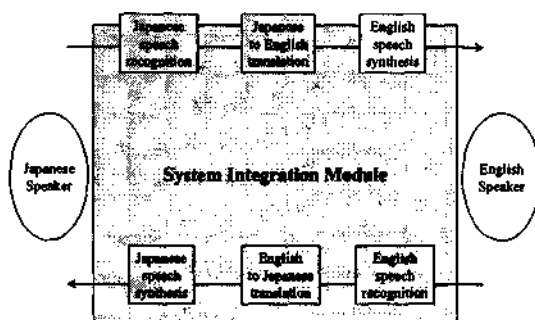 Japanese
speech
recognition
Japanese
to English
translation
English
speech
synthesis
Japanese
Speaker
System Integration Module
English
Speaker
Japanese
speech
synthesis
English
to Japanese
translation
English
speech
recognition